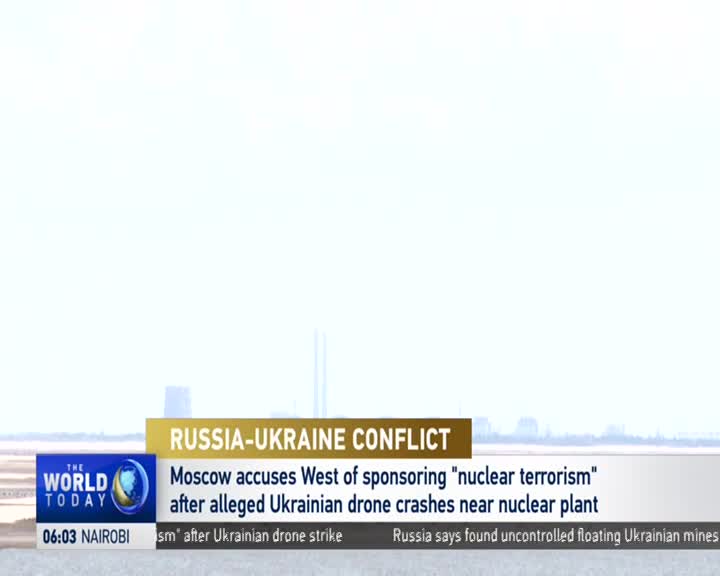 RUSSIA-UKRAINE CONFLICT
THE
WORLD
TODAY
Moscow accuses West of sponsoring "nuclear terrorism"
after alleged Ukrainian drone crashes near nuclear plant
06:03 NAIROBI
ism" after Ukrainian drone strike
Russia says found uncontrolled floating Ukrainian mines